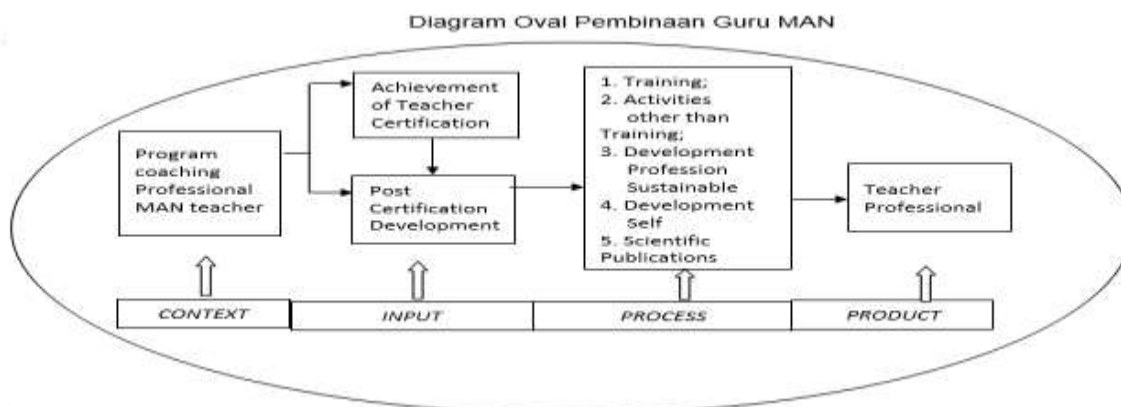 Diagram Oval Pembinaan Guru MAN
Program
coaching
Professional
MAN teacher
Achievement
of Teacher
Certification
Post
Certification
Development
1. Training;
2. Activities
other than
Training;
3. Development
Profession
Sustainable
4. Development
Self
5. Scientific
Publications
Teacher
Professional
CONTEXT
INPUT
PROCESS
PRODUCT